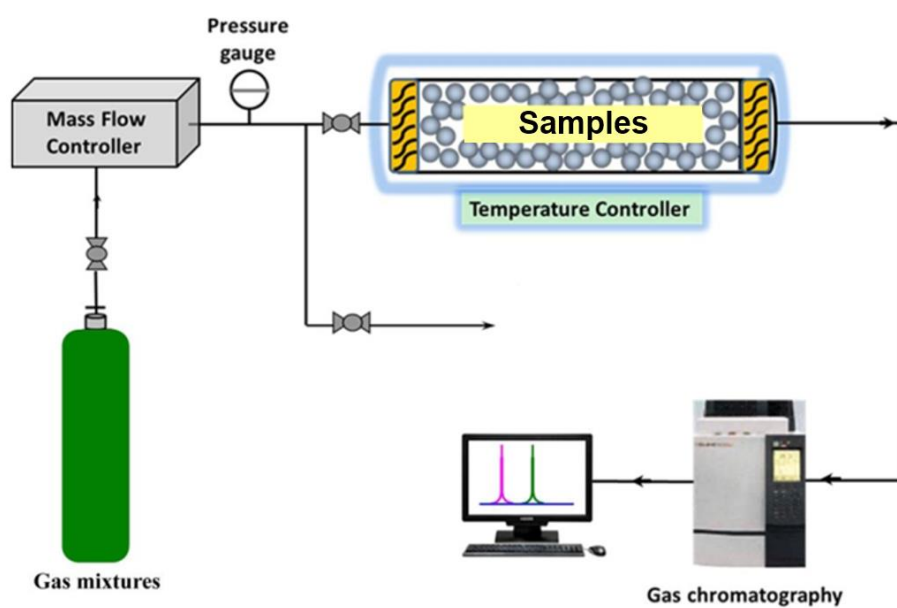 Pressure
gauge
Mass Flow
Controller
Samples
Temperature Controller
Gas mixtures
Gas chromatography